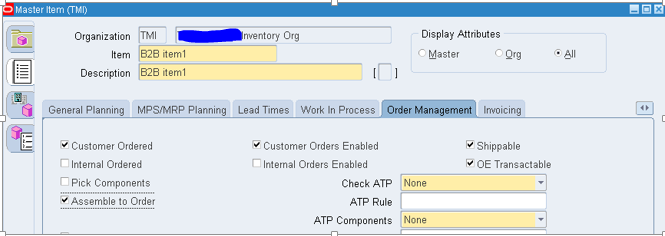 Master Item (TMI)
Organization TMI Inventory Org
Item B2B item1
Description B2B item1 [ ]
Display Attributes
Master Org All
General Planning MPS/MRP Planning Lead Times Work In Process Order Management Invoicing
Customer Ordered Customer Orders Enabled Shippable
Internal Ordered Internal Orders Enabled OE Transactable
Pick Components Check ATP None
Assemble to Order ATP Rule
ATP Components None